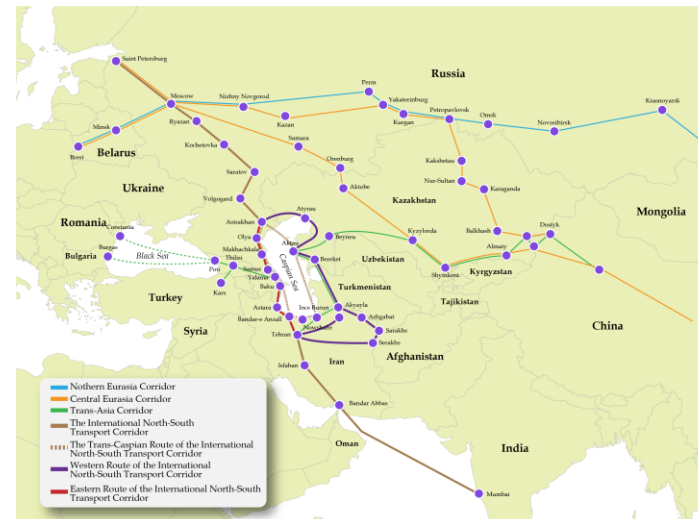 Saint Petersburg
Russia
Perm
Krasnoyarsk
Moscow
Nizhny Novgorod
Yakaterinburg
Petropavlovsk
Omsk
Novosibirsk
Minsk
Ryazan
Kazan
Kurgan
Brest
Belarus
Kochetovka
Samara
Kokshetau
Orenburg
Saratov
Nur-Sultan
Aktobe
Karaganda
Ukraine
Volgograd
Kazakhstan
Mongolia
Atyrau
Romania
Constanta
Astrakhan
Balkhash
Dostyk
Olya
Beyneu
Kyzylorda
Burgas
Aktau
Almaty
Bulgaria
Black Sea
Makhachkala
Tbilisi
Samur
Caspian Sea
Bereket
Uzbekistan
Poti
Yalama
Shymkent
Kyrgyzstan
Kars
Baku
Turkmenistan
Turkey
Tajikistan
Astara
Ince Burun
Akyayla
Bandar-e Anzali
Ashgabat
China
Nowshahr
Syria
Tehran
Sarakhs
Serakhs
Iran
Afghanistan
Isfahan
Bandar Abbas
Oman
India
Mumbai
Nothern Eurasia Corridor
Central Eurasia Corridor
Trans-Asia Corridor
The International North-South
Transport Corridor
The Trans-Caspian Route of the International
North-South Transport Corridor
Western Route of the International
North-South Transport Corridor
Eastern Route of the International North-South
Transport Corridor